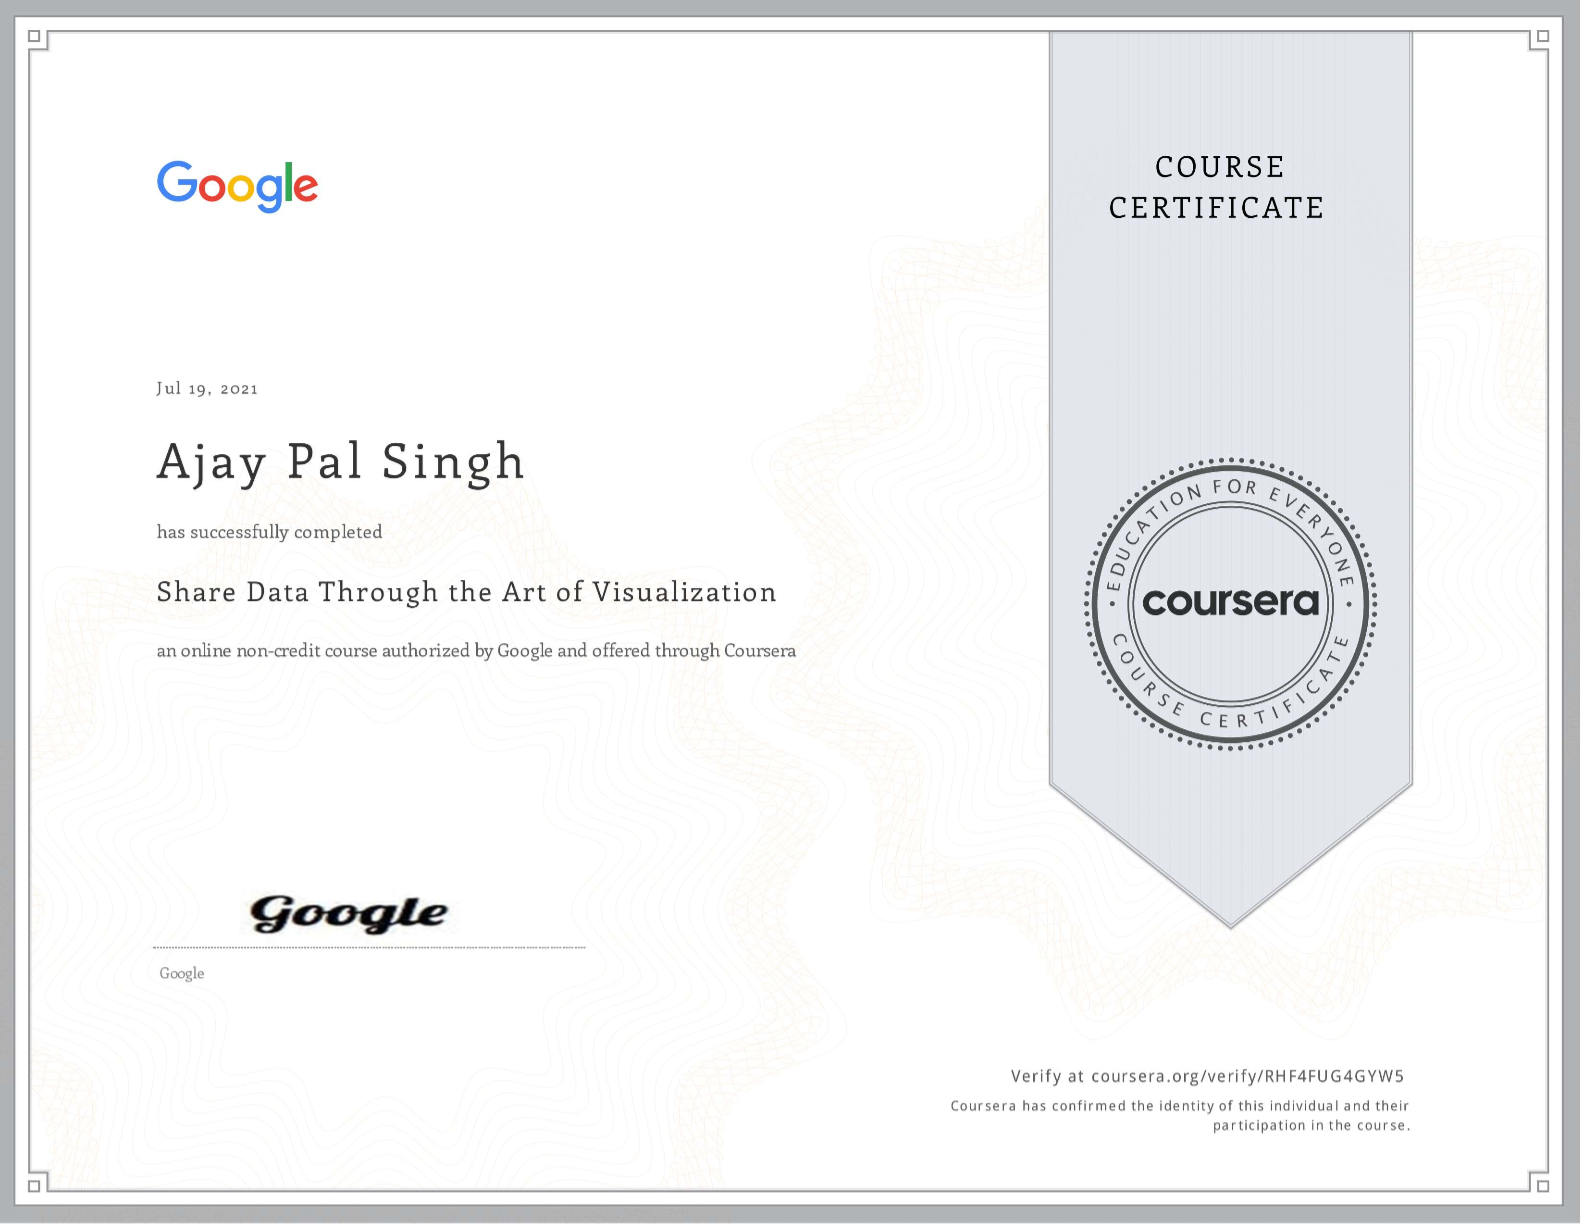 Google
COURSE
CERTIFICATE
Jul 19, 2021
Ajay Pal Singh
has successfully completed
Share Data Through the Art of Visualization
an online non-credit course authorized by Google and offered through Coursera
EDUCATION FOR EVERYONE
coursera
COURSE CERTIFICATE
Google
Google
Verify at coursera.org/verify/RHF4FUG4GYW5
Coursera has confirmed the identity of this individual and their
participation in the course.